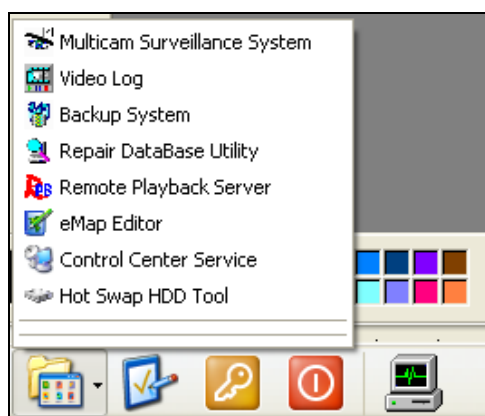 Multicam Surveillance System
Video Log
Backup System
Repair DataBase Utility
Remote Playback Server
eMap Editor
Control Center Service
Hot Swap HDD Tool